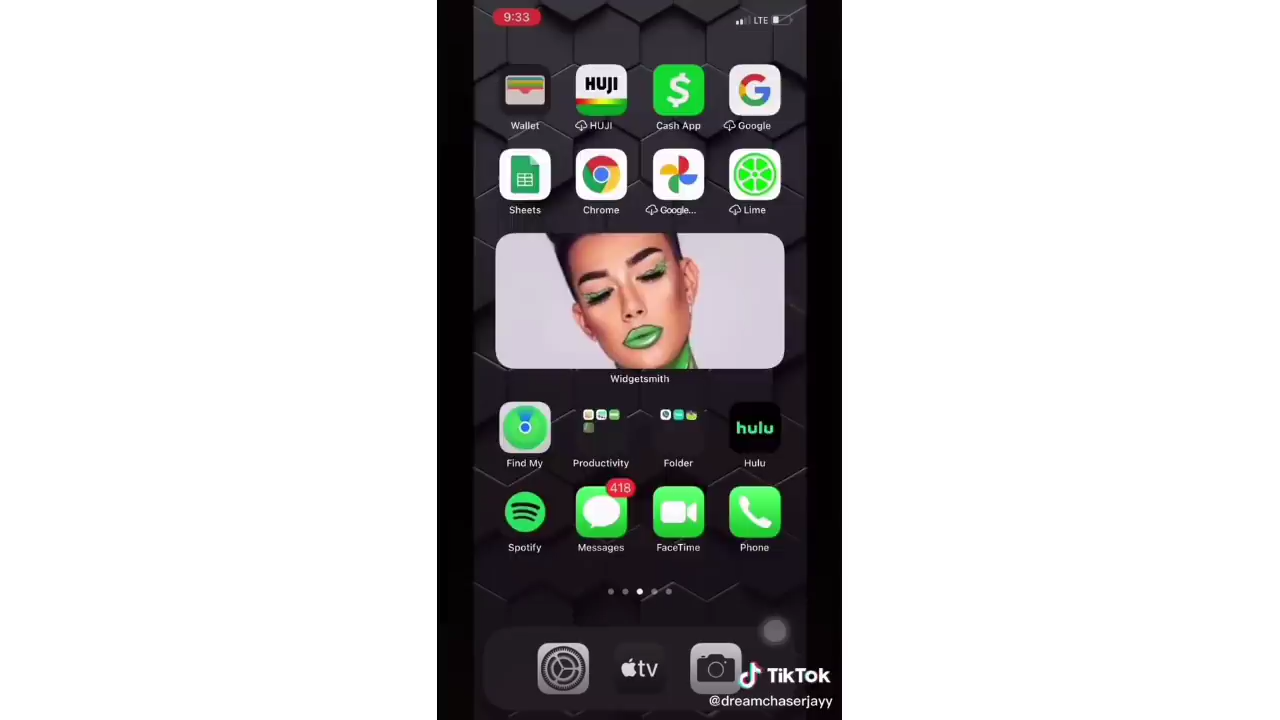 9:33
LTE
HUJI
Wallet
HUJI
Cash App
Google
Sheets
Chrome
Google...
Lime
Widgetsmith
hulu
Find My
Productivity
Folder
Hulu
418
Spotify
Messages
FaceTime
Phone
tv
TikTok
@dreamchaserjayy